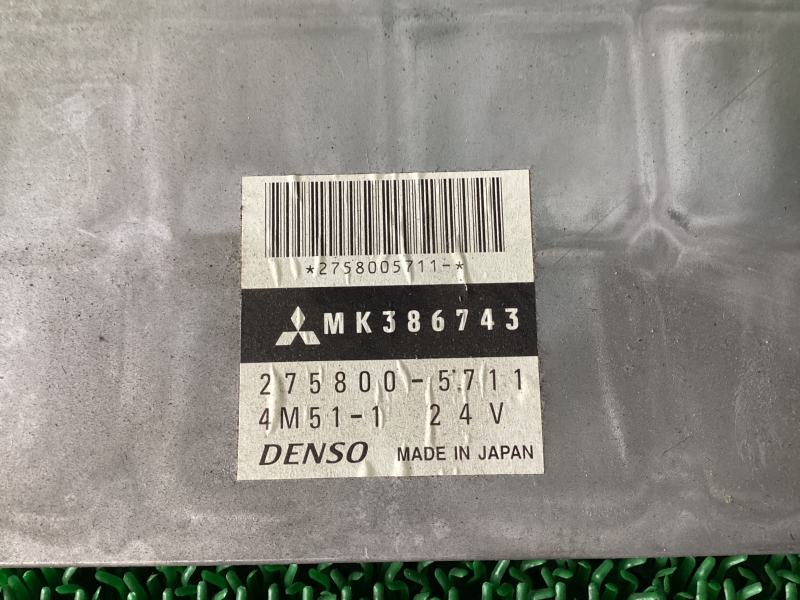 *2758005711-*
MK386743
275800-5711
4M51-1 24V
DENSO MADE IN JAPAN